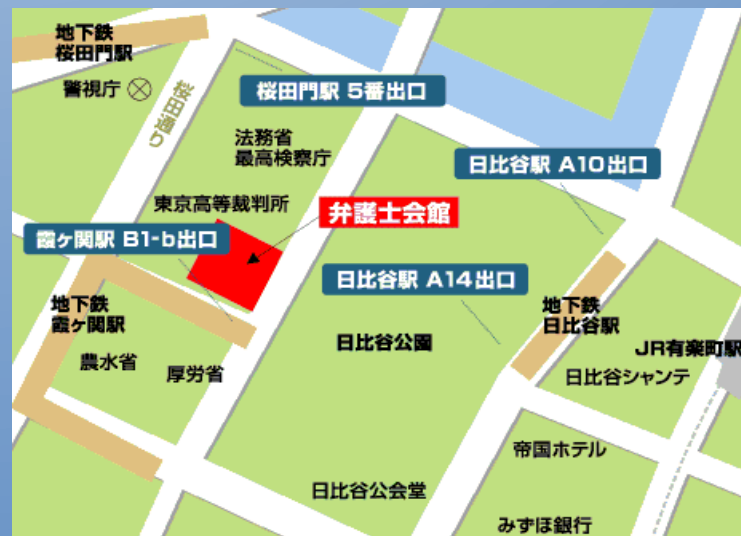 地下鉄
桜田門駅
警視庁
桜田通り
桜田門駅 5番出口
法務省
最高検察庁
日比谷駅 A10出口
東京高等裁判所
弁護士会館
霞ヶ関駅 B1-b出口
日比谷駅 A14出口
地下鉄
霞ヶ関駅
地下鉄
日比谷駅
日比谷公園
JR有楽町駅
農水省
厚労省
日比谷シャンテ
帝国ホテル
日比谷公会堂
みずほ銀行